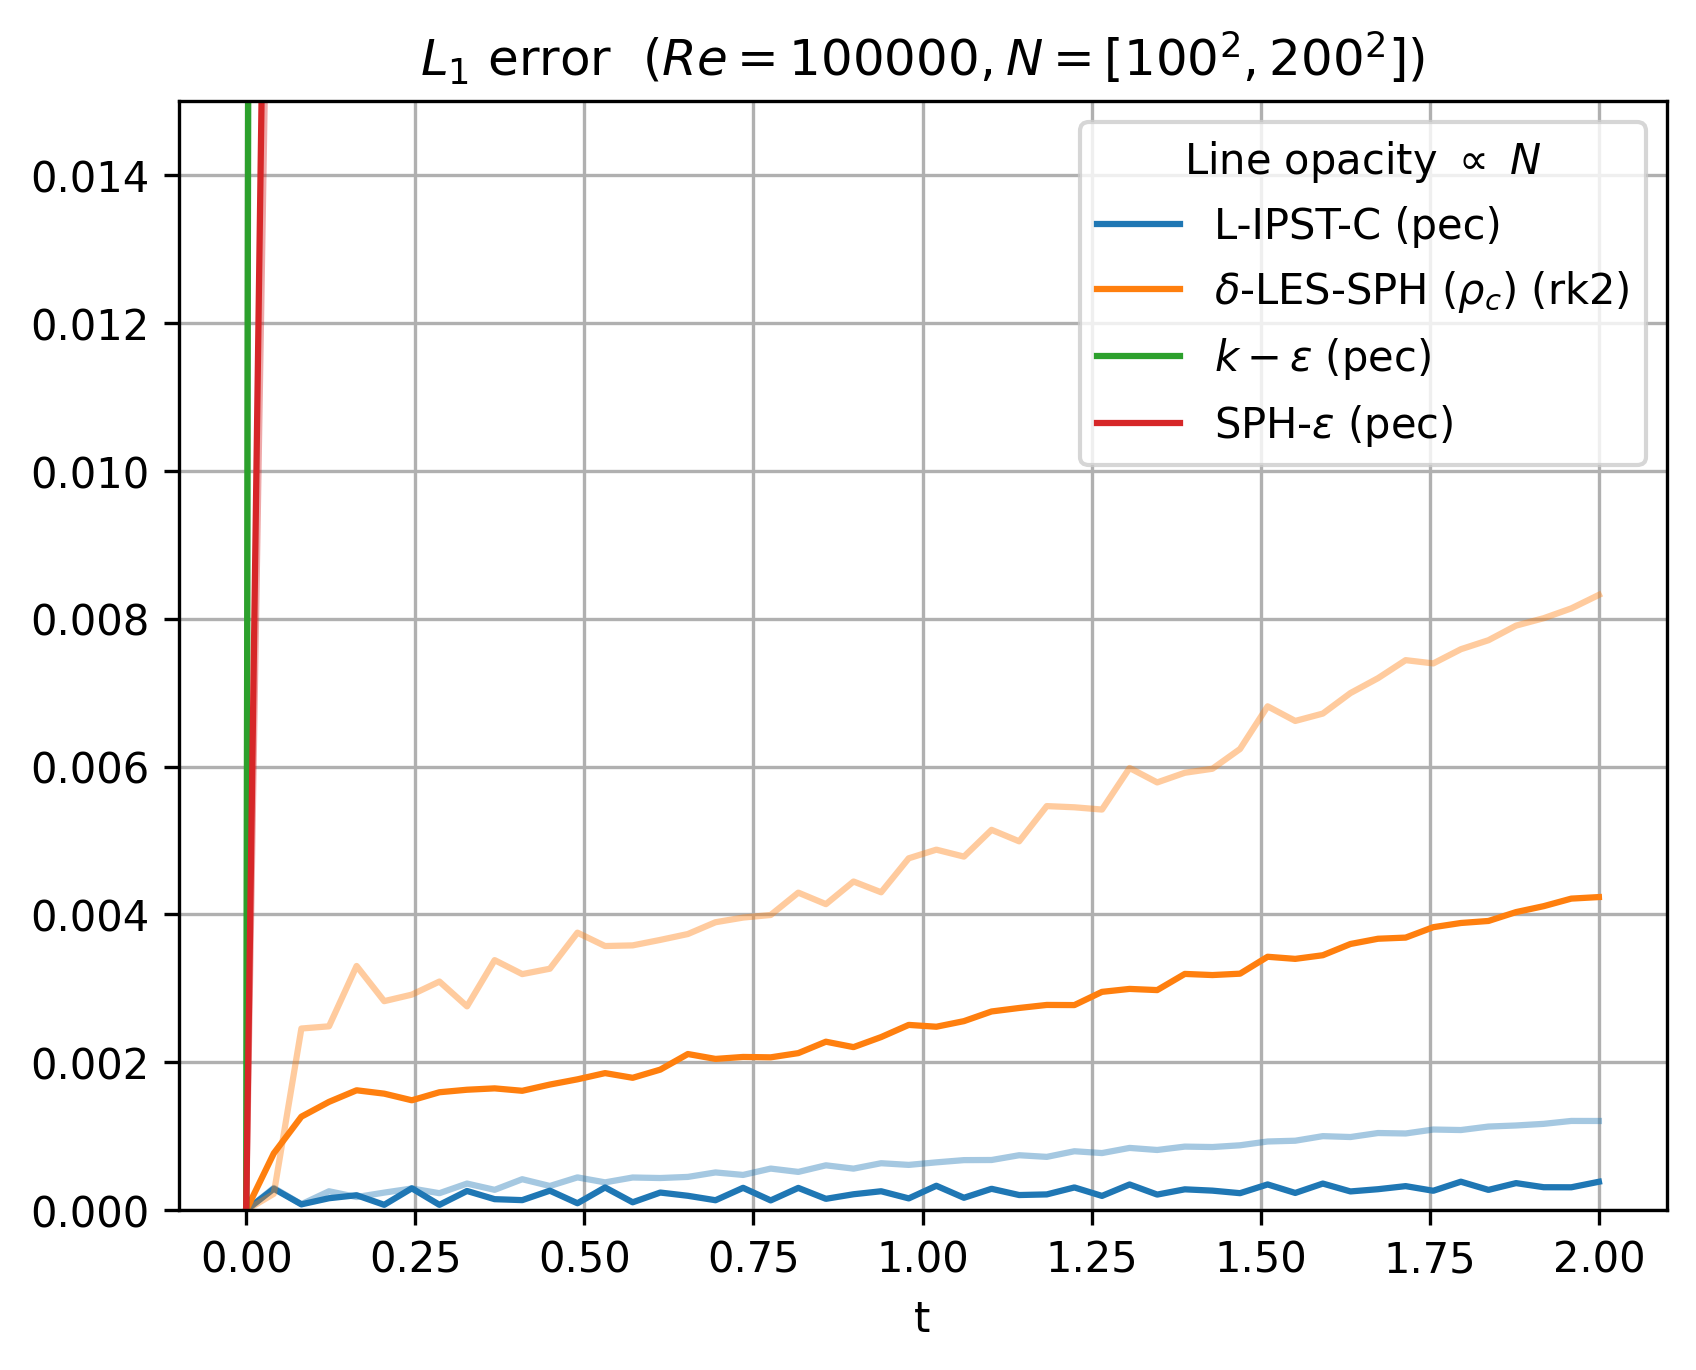 L₁ error (Re = 100000, N = [100², 200²])
0.014
0.012
0.010
0.008
0.006
0.004
0.002
0.000
Line opacity ∝ N
L-IPST-C (pec)
δ-LES-SPH (ρ_c) (rk2)
k − ε (pec)
SPH-ε (pec)
0.00 0.25 0.50 0.75 1.00 1.25 1.50 1.75 2.00
t